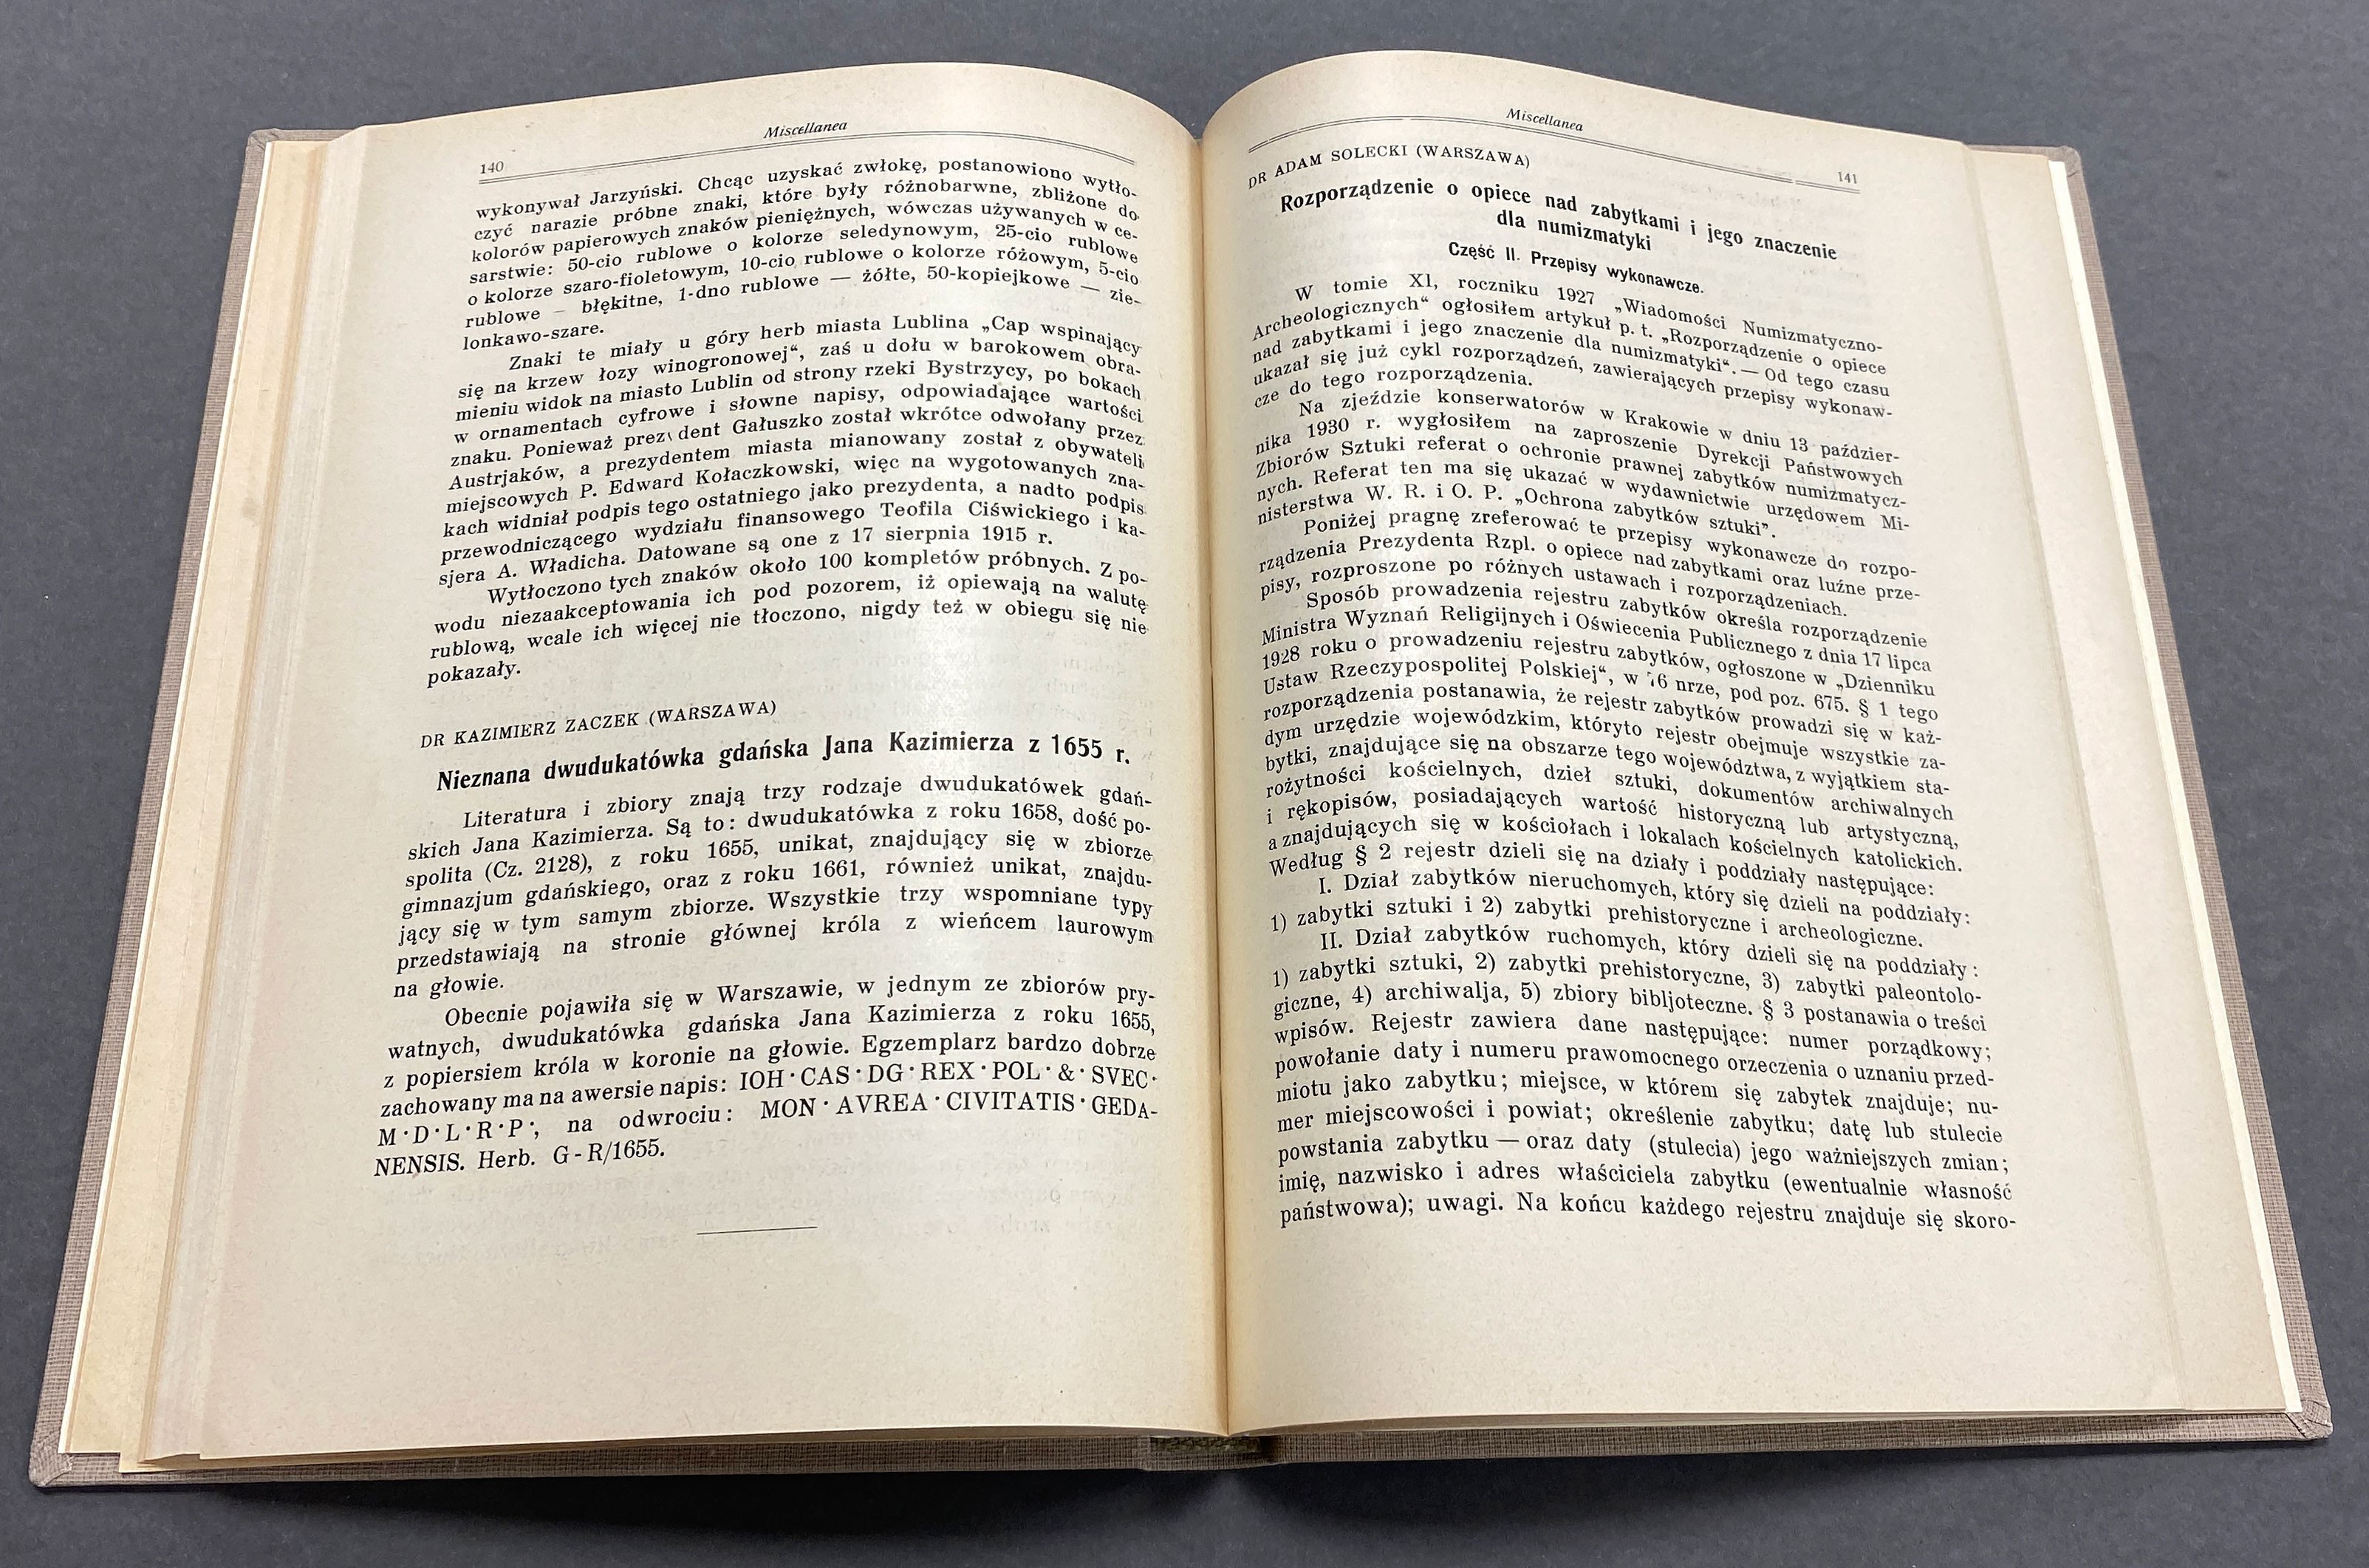 140
Miscellanea
wykonywał Jarzyński. Chcąc uzyskać zwłokę, postanowiono wytło-
czyć narazie próbne znaki, które były różnobarwne, zbliżone do
kolorów papierowych znaków pieniężnych, wówczas używanych w ce-
sarstwie: 50-cio rublowe o kolorze seledynowym, 25-cio rublowe
o kolorze szaro-fioletowym, 10-cio rublowe o kolorze różowym, 5-cio
rublowe – błękitne, 1-dno rublowe — żółte, 50-kopiejkowe — zie-
lonkawo-szare.
Znaki te miały u góry herb miasta Lublina „Cap wspinający
się na krzew łozy winogronowej“, zaś u dołu w barokowem obra-
mieniu widok na miasto Lublin od strony rzeki Bystrzycy, po bokach
w ornamentach cyfrowe i słowne napisy, odpowiadające wartości
znaku. Ponieważ prezydent Gałuszko został wkrótce odwołany przez
Austrjaków, a prezydentem miasta mianowany został z obywateli
miejscowych P. Edward Kołaczkowski, więc na wygotowanych zna-
kach widniał podpis tego ostatniego jako prezydenta, a nadto podpis
przewodniczącego wydziału finansowego Teofila Ciświckiego i ka-
sjera A. Władicha. Datowane są one z 17 sierpnia 1915 r.
Wytłoczono tych znaków około 100 kompletów próbnych. Z po-
wodu niezaakceptowania ich pod pozorem, iż opiewają na walutę
rublową, wcale ich więcej nie tłoczono, nigdy też w obiegu się nie
pokazały.
DR KAZIMIERZ ZACZEK (WARSZAWA)
Nieznana dwudukatówka gdańska Jana Kazimierza z 1655 r.
Literatura i zbiory znają trzy rodzaje dwudukatówek gdań-
skich Jana Kazimierza. Są to: dwudukatówka z roku 1658, dość po-
spolita (Cz. 2128), z roku 1655, unikat, znajdujący się w zbiorze
gimnazjum gdańskiego, oraz z roku 1661, również unikat, znajdu-
jący się w tym samym zbiorze. Wszystkie trzy wspomniane typy
przedstawiają na stronie głównej króla z wieńcem laurowym
na głowie.
Obecnie pojawiła się w Warszawie, w jednym ze zbiorów pry-
watnych, dwudukatówka gdańska Jana Kazimierza z roku 1655,
z popiersiem króla w koronie na głowie. Egzemplarz bardzo dobrze
zachowany ma na awersie napis: IOH·CAS·DG·REX·POL·&·SVEC·
M·D·L·R·P·, na odwrociu: MON·AVREA·CIVITATIS·GEDA-
NENSIS. Herb. G-R/1655.
Miscellanea
141
DR ADAM SOLECKI (WARSZAWA)
Rozporządzenie o opiece nad zabytkami i jego znaczenie
dla numizmatyki
Część II. Przepisy wykonawcze.
W tomie XI, roczniku 1927 „Wiadomości Numizmatyczno-
Archeologicznych“ ogłosiłem artykuł p. t. „Rozporządzenie o opiece
nad zabytkami i jego znaczenie dla numizmatyki“. — Od tego czasu
ukazał się już cykl rozporządzeń, zawierających przepisy wykonaw-
cze do tego rozporządzenia.
Na zjeździe konserwatorów w Krakowie w dniu 13 paździer-
nika 1930 r. wygłosiłem na zaproszenie Dyrekcji Państwowych
Zbiorów Sztuki referat o ochronie prawnej zabytków numizmatycz-
nych. Referat ten ma się ukazać w wydawnictwie urzędowem Mi-
nisterstwa W. R. i O. P. „Ochrona zabytków sztuki”.
Poniżej pragnę zreferować te przepisy wykonawcze do rozpo-
rządzenia Prezydenta Rzpl. o opiece nad zabytkami oraz luźne prze-
pisy, rozproszone po różnych ustawach i rozporządzeniach.
Sposób prowadzenia rejestru zabytków określa rozporządzenie
Ministra Wyznań Religijnych i Oświecenia Publicznego z dnia 17 lipca
1928 roku o prowadzeniu rejestru zabytków, ogłoszone w „Dzienniku
Ustaw Rzeczypospolitej Polskiej“, w 76 nrze, pod poz. 675. § 1 tego
rozporządzenia postanawia, że rejestr zabytków prowadzi się w każ-
dym urzędzie wojewódzkim, któryto rejestr obejmuje wszystkie za-
bytki, znajdujące się na obszarze tego województwa, z wyjątkiem sta-
rożytności kościelnych, dzieł sztuki, dokumentów archiwalnych
i rękopisów, posiadających wartość historyczną lub artystyczną,
a znajdujących się w kościołach i lokalach kościelnych katolickich.
Według § 2 rejestr dzieli się na działy i poddziały następujące:
I. Dział zabytków nieruchomych, który się dzieli na poddziały:
1) zabytki sztuki i 2) zabytki prehistoryczne i archeologiczne.
II. Dział zabytków ruchomych, który dzieli się na poddziały:
1) zabytki sztuki, 2) zabytki prehistoryczne, 3) zabytki paleontolo-
giczne, 4) archiwalja, 5) zbiory bibljoteczne. § 3 postanawia o treści
wpisów. Rejestr zawiera dane następujące: numer porządkowy;
powołanie daty i numeru prawomocnego orzeczenia o uznaniu przed-
miotu jako zabytku; miejsce, w którem się zabytek znajduje; nu-
mer miejscowości i powiat; określenie zabytku; datę lub stulecie
powstania zabytku — oraz daty (stulecia) jego ważniejszych zmian;
imię, nazwisko i adres właściciela zabytku (ewentualnie własność
państwowa); uwagi. Na końcu każdego rejestru znajduje się skoro-